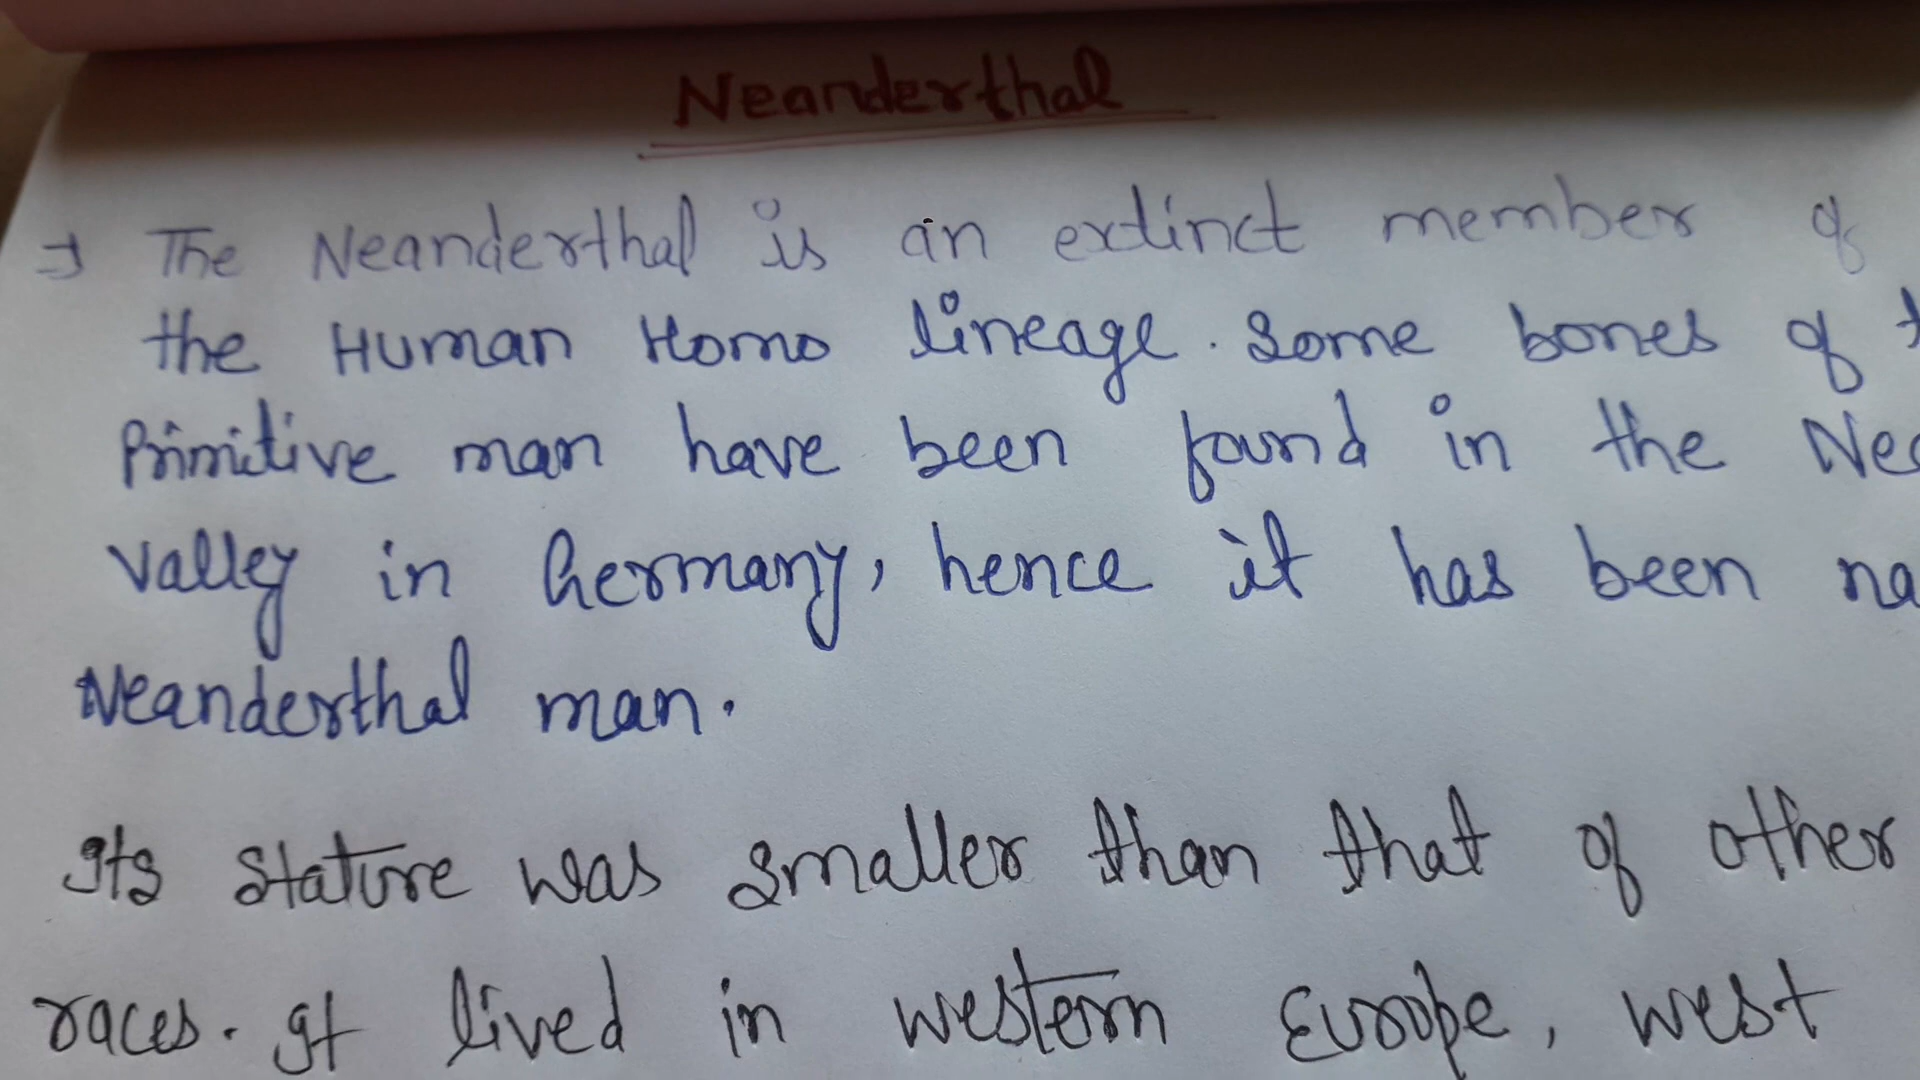 Neanderthal
→ The Neanderthal is an extinct member of
the Human Homo lineage. Some bones of
Primitive man have been found in the
valley in Germany, hence it has been
Neanderthal man.
Its stature was smaller than that of other
races. It lived in western Europe, west